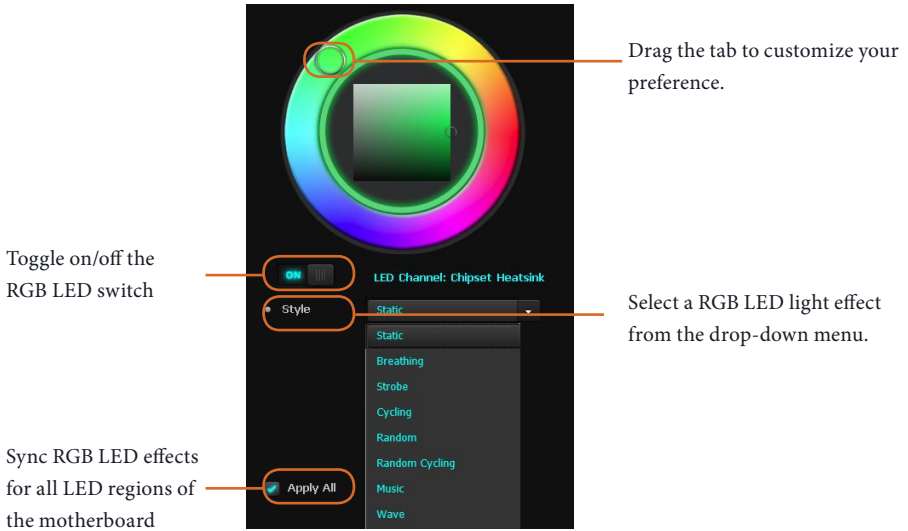 Drag the tab to customize your
preference.
Toggle on/off the
RGB LED switch
ON
LED Channel: Chipset Heatsink
Style
Static
Select a RGB LED light effect
from the drop-down menu.
Static
Breathing
Strobe
Cycling
Random
Random Cycling
Sync RGB LED effects
for all LED regions of
the motherboard
Apply All
Music
Wave